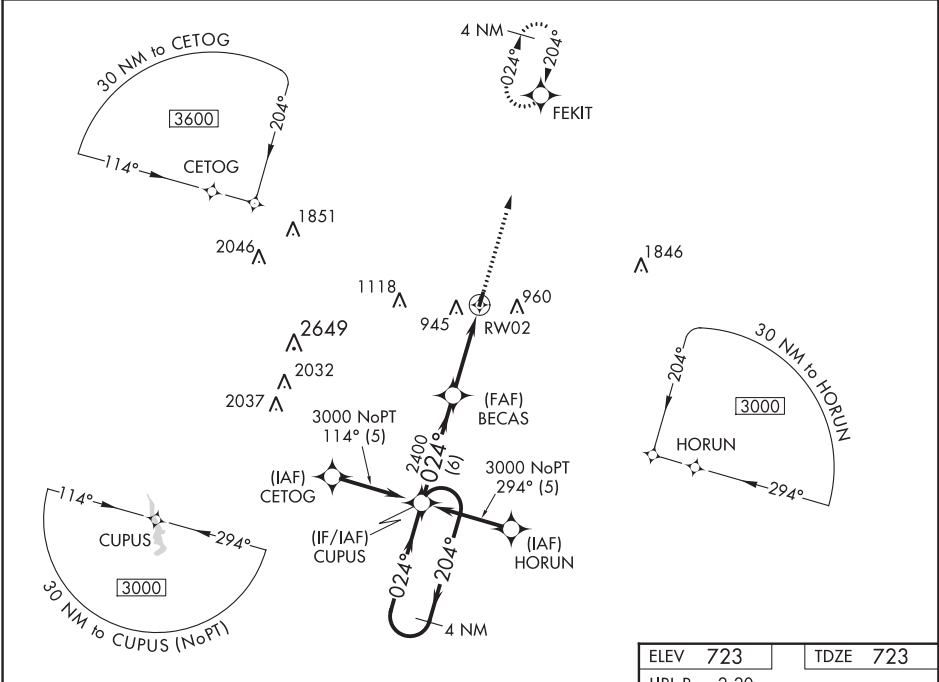 30 NM to CETOG
3600
204°
114°
CETOG
4 NM
024°
204°
FEKIT
1851
2046
1846
1118
945
960
RW02
2649
2032
2037
30 NM to HORUN
204°
3000
HORUN
294°
(FAF)
BECAS
3000 NoPT
114° (5)
2400
024°
(6)
3000 NoPT
294° (5)
(IAF)
CETOG
(IF/IAF)
CUPUS
(IAF)
HORUN
114°
CUPUS
294°
3000
30 NM to CUPUS (NoPT)
024°
204°
4 NM
ELEV 723
TDZE 723